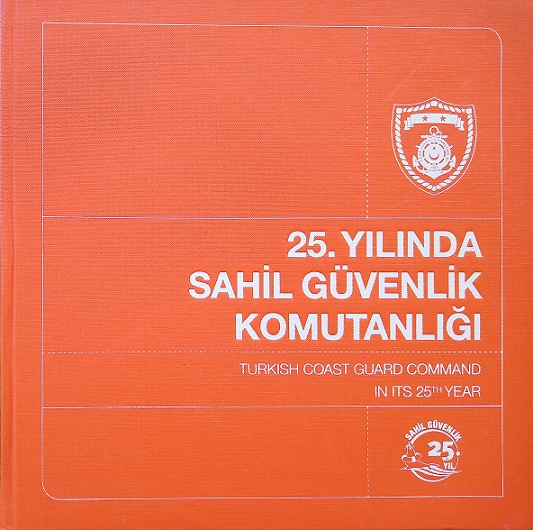 25. YILINDA
SAHİL GÜVENLİK
KOMUTANLIĞI
TURKISH COAST GUARD COMMAND
IN ITS 25TH YEAR
SAHİL GÜVENLİK
25.
YIL